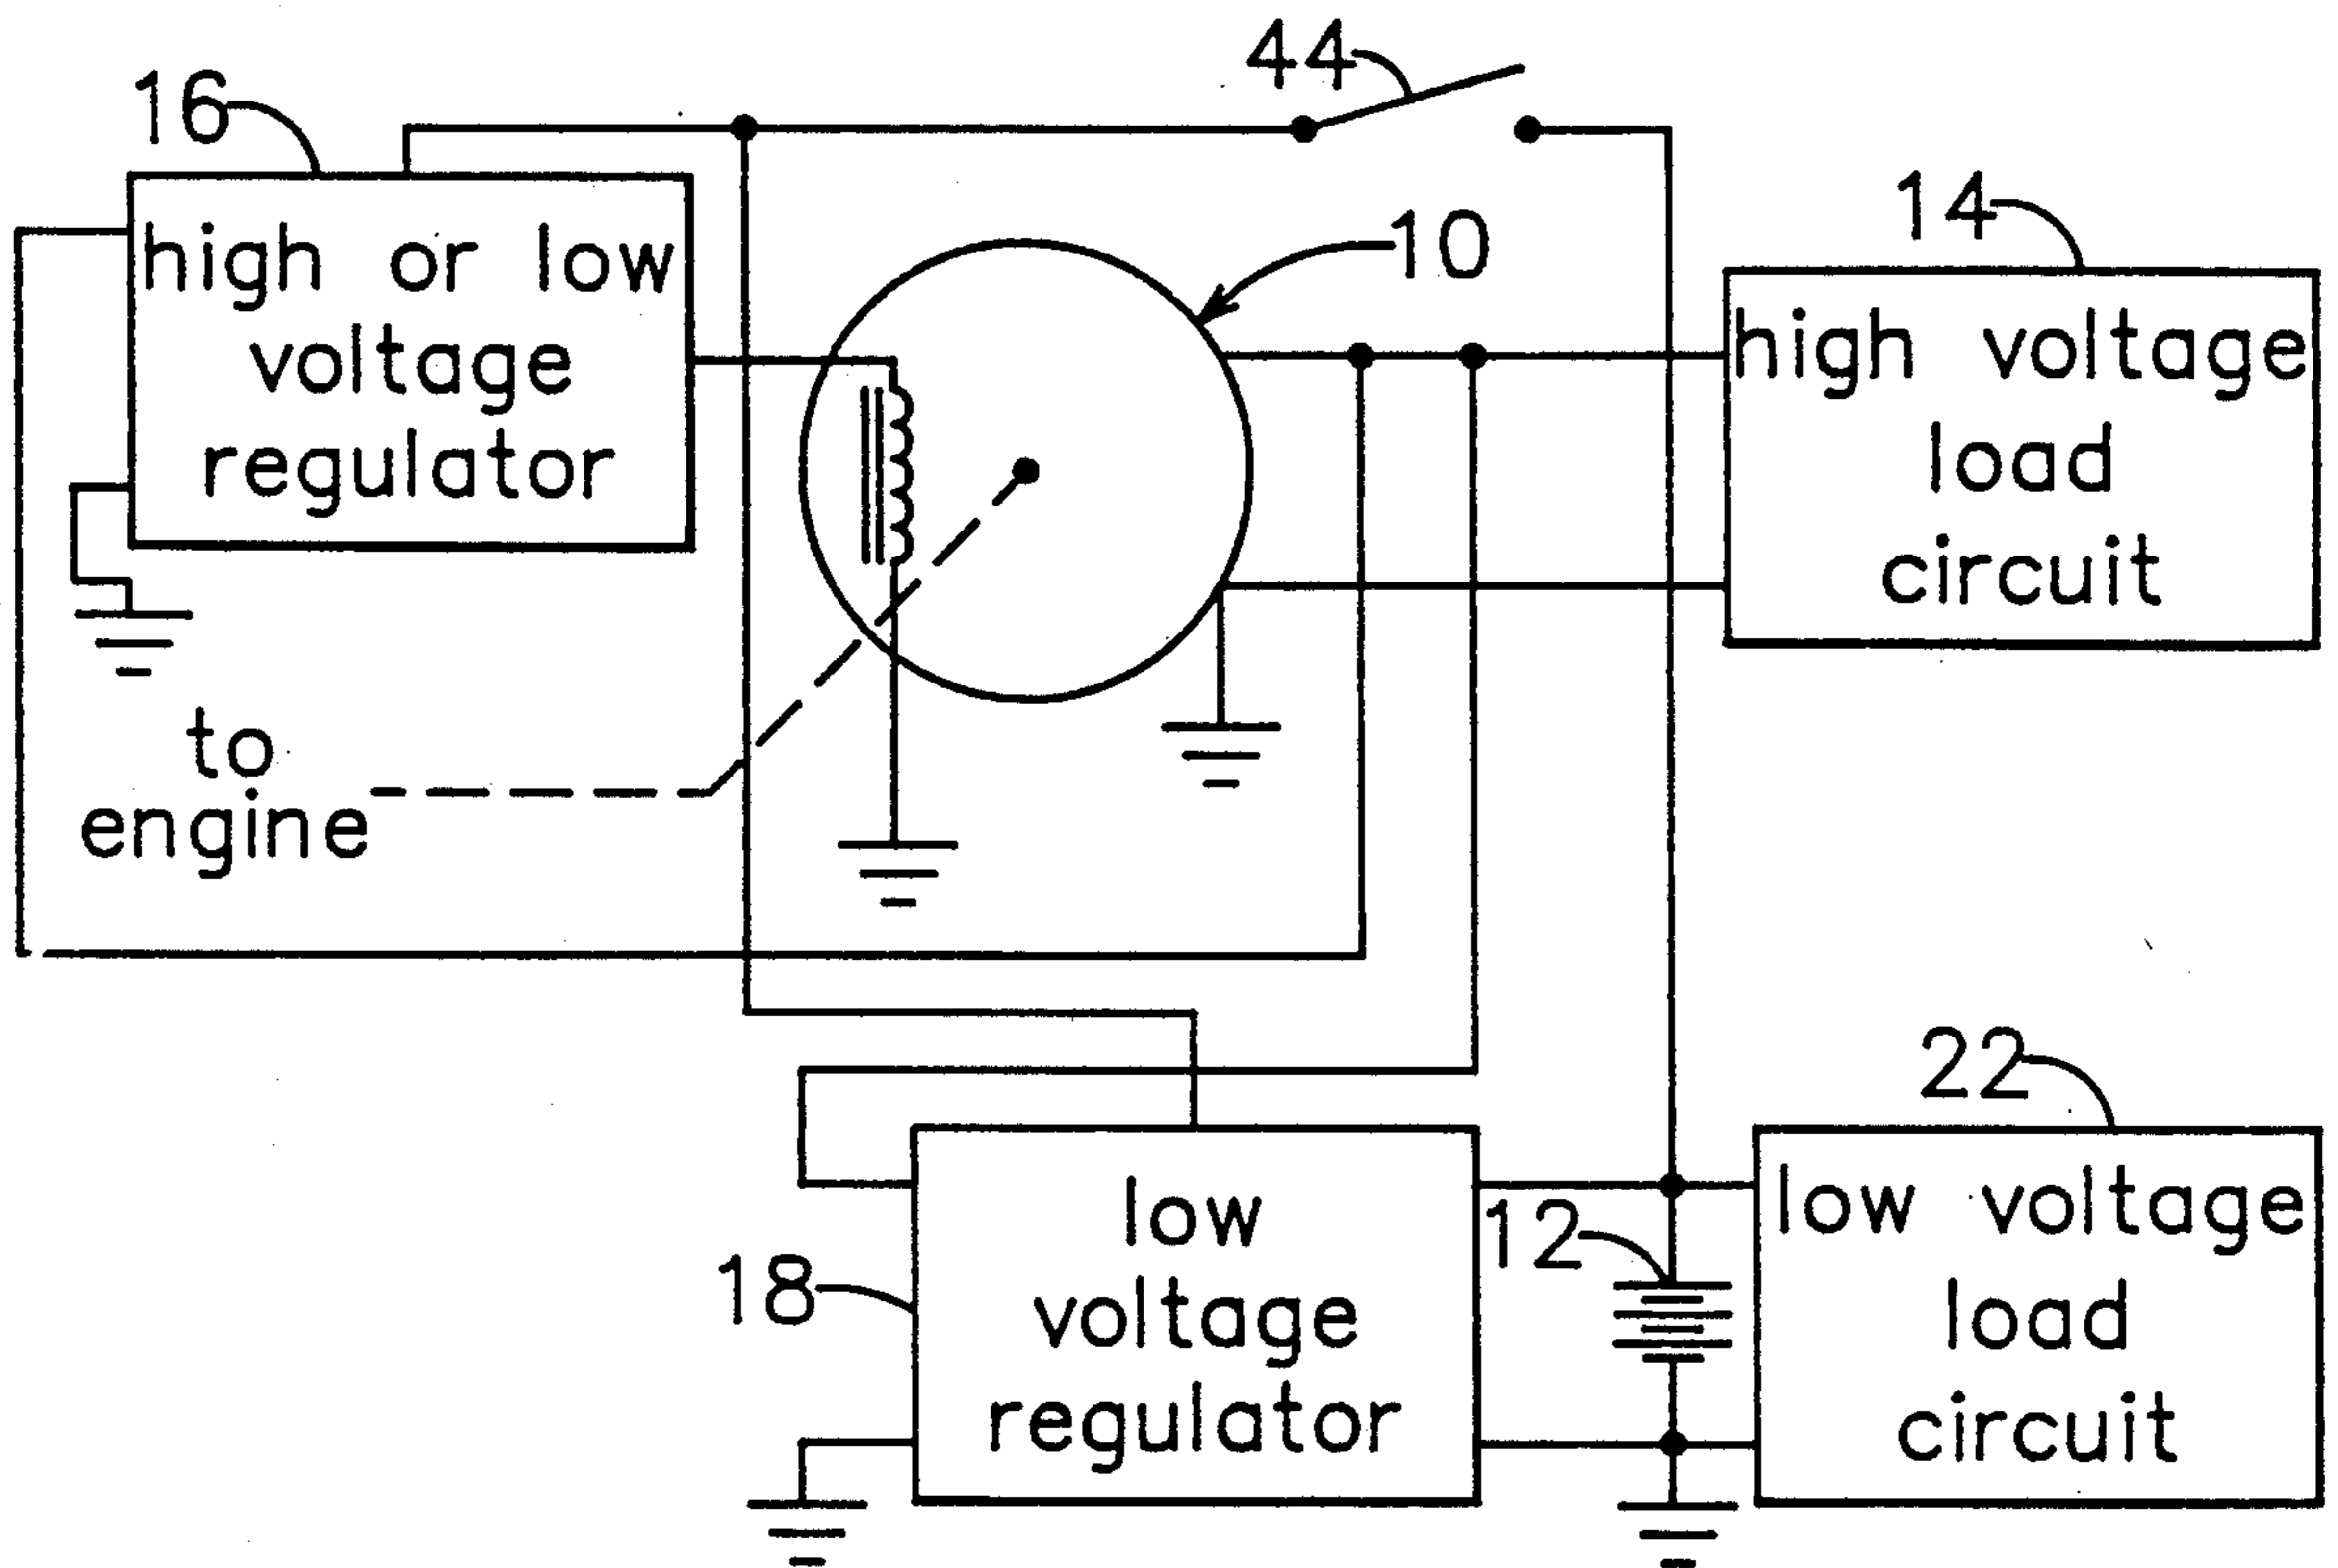 44
16
10
14
high or low
voltage
regulator
high voltage
load
circuit
to
engine
22
12
18
low
voltage
regulator
low voltage
load
circuit